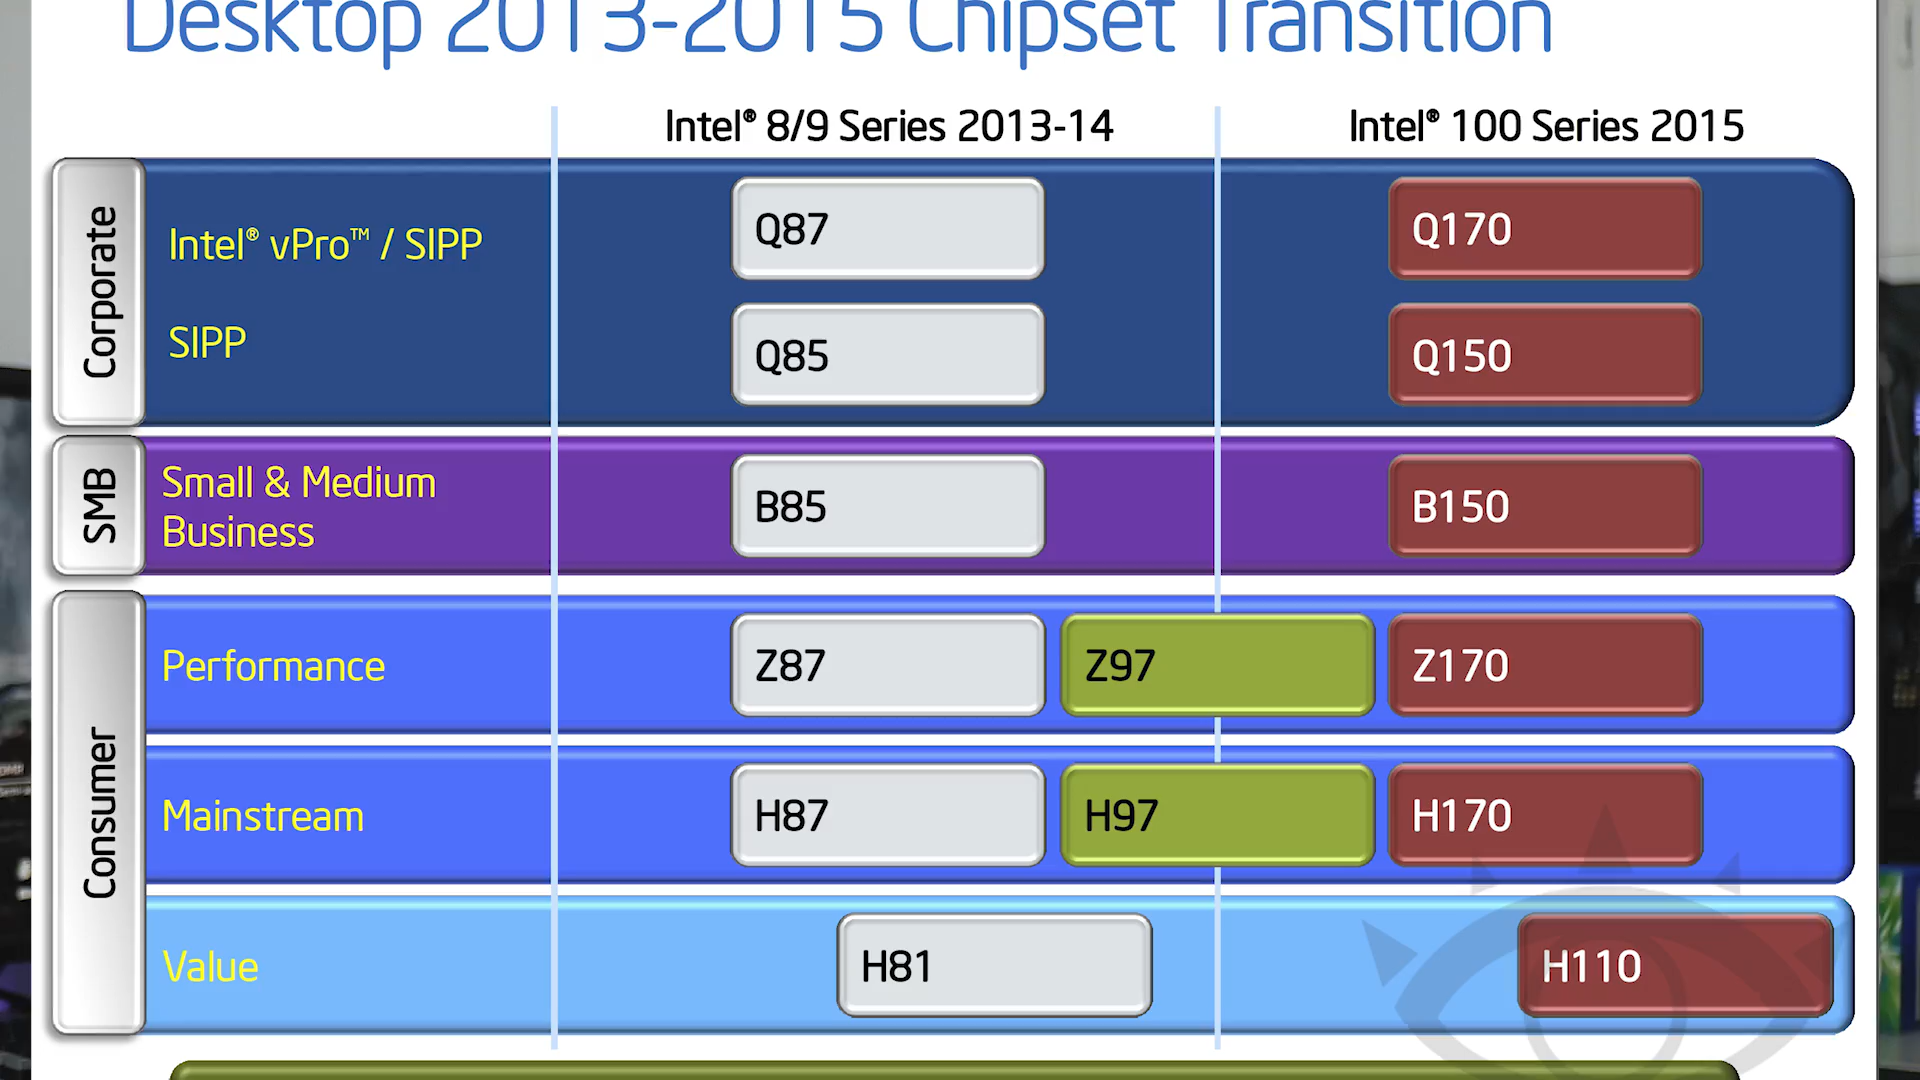 Desktop 2013-2015 Chipset Transition
Intel® 8/9 Series 2013-14
Intel® 100 Series 2015
Corporate
Intel® vPro™ / SIPP
Q87
Q170
SIPP
Q85
Q150
SMB
Small & Medium
Business
B85
B150
Consumer
Performance
Z87
Z97
Z170
Mainstream
H87
H97
H170
Value
H81
H110